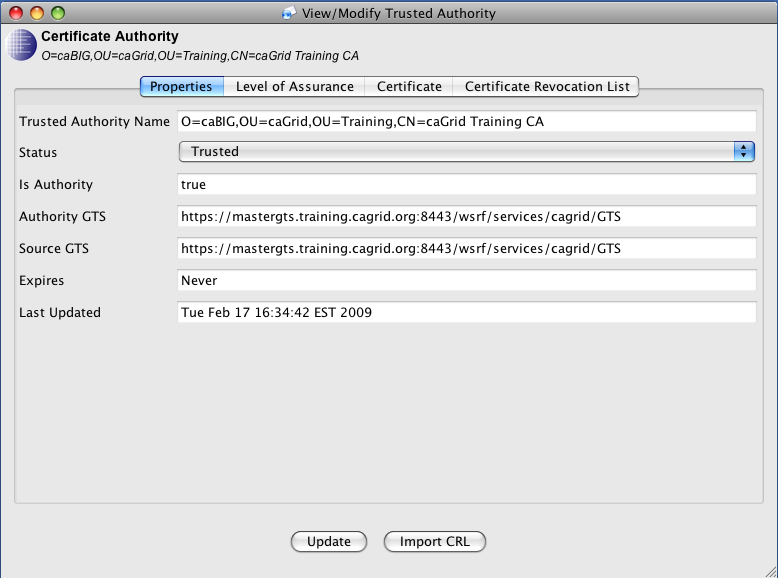 View/Modify Trusted Authority
Certificate Authority
O=caBIG,OU=caGrid,OU=Training,CN=caGrid Training CA
Properties Level of Assurance Certificate Certificate Revocation List
Trusted Authority Name O=caBIG,OU=caGrid,OU=Training,CN=caGrid Training CA
Status Trusted
Is Authority true
Authority GTS https://mastergts.training.cagrid.org:8443/wsrf/services/cagrid/GTS
Source GTS https://mastergts.training.cagrid.org:8443/wsrf/services/cagrid/GTS
Expires Never
Last Updated Tue Feb 17 16:34:42 EST 2009
Update Import CRL